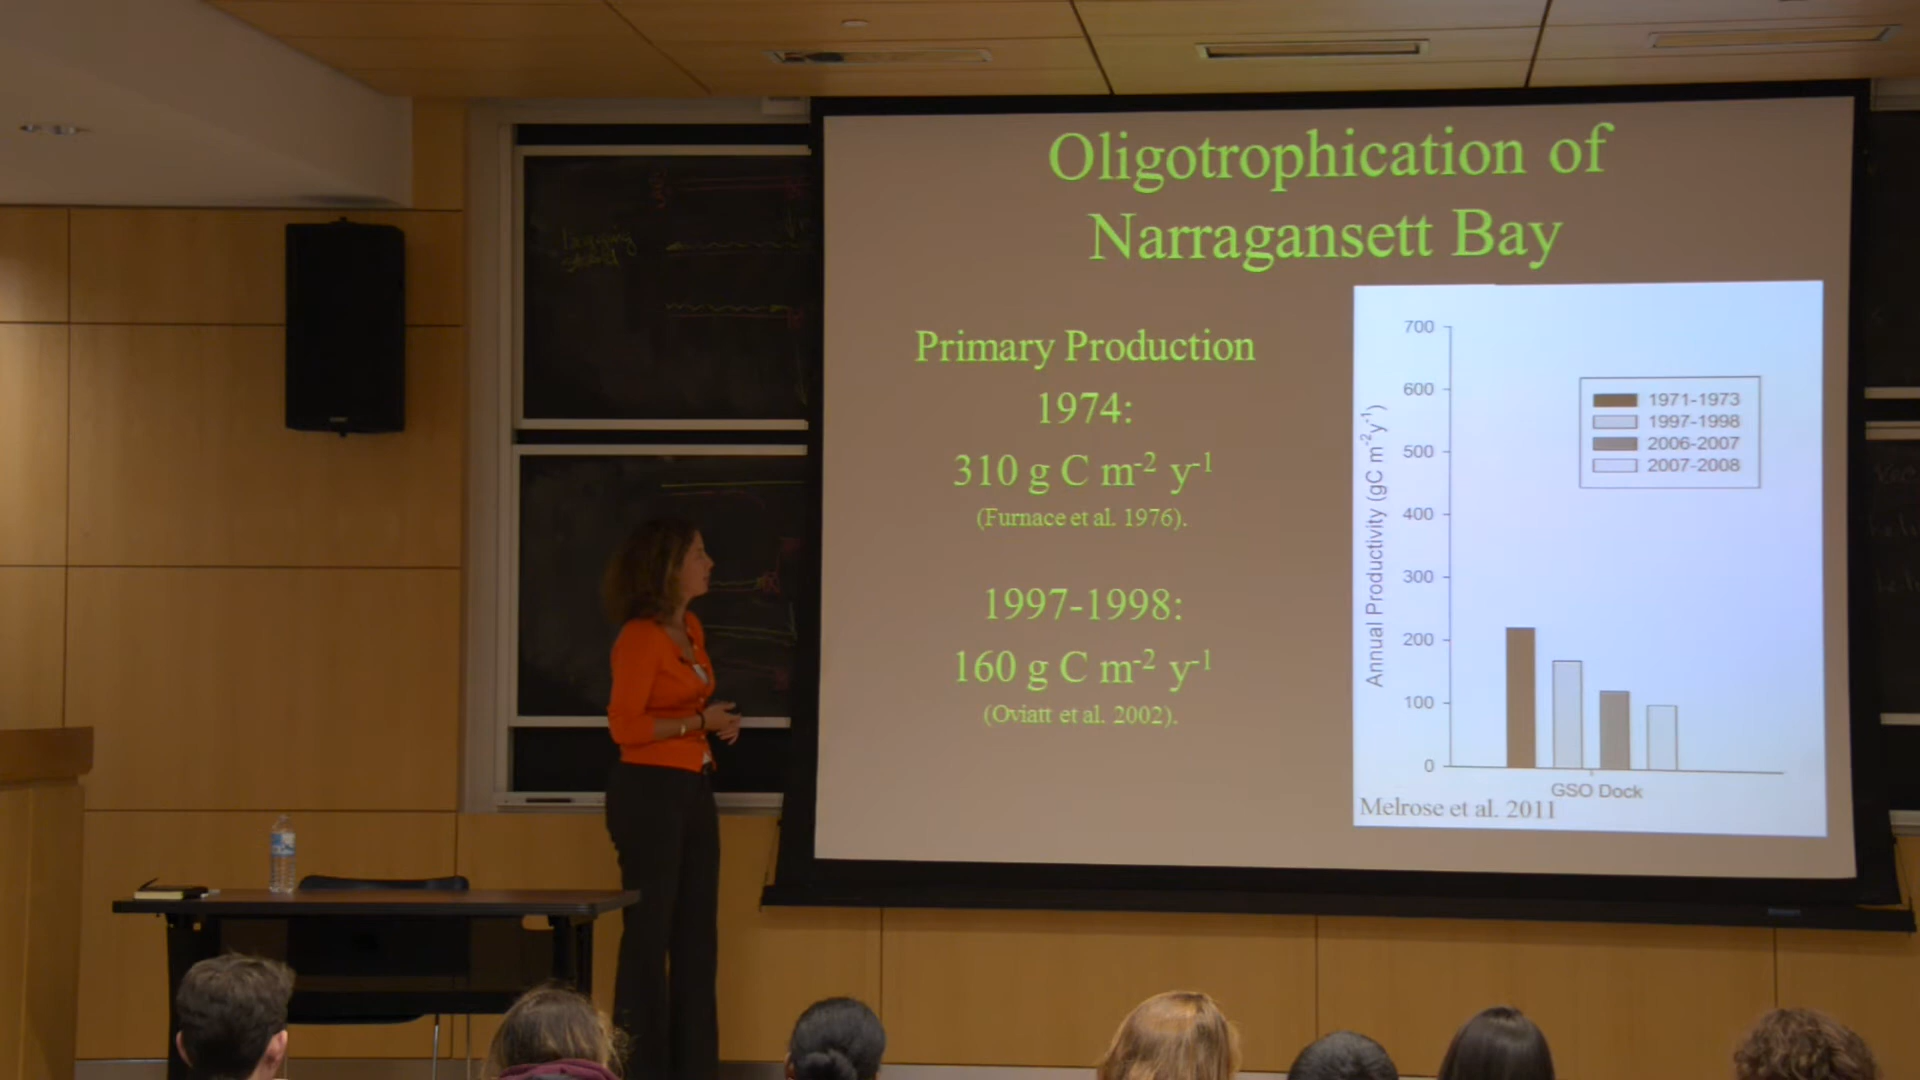 Oligotrophication of
Narragansett Bay
Primary Production
1974:
310 g C m⁻² y⁻¹
(Furnace et al. 1976).
1997-1998:
160 g C m⁻² y⁻¹
(Oviatt et al. 2002).
Annual Productivity (gC m⁻²y⁻¹)
700
600
500
400
300
200
100
0
1971-1973
1997-1998
2006-2007
2007-2008
GSO Dock
Melrose et al. 2011